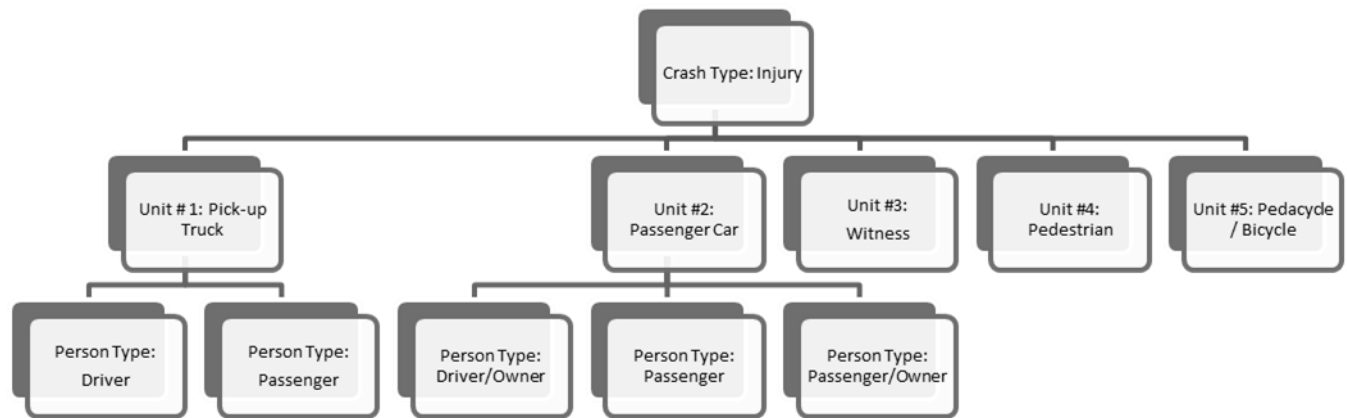 Crash Type: Injury
Unit # 1: Pick-up
Truck
Unit #2:
Passenger Car
Unit #3:
Witness
Unit #4:
Pedestrian
Unit #5: Pedacycle
/ Bicycle
Person Type:
Driver
Person Type:
Passenger
Person Type:
Driver/Owner
Person Type:
Passenger
Person Type:
Passenger/Owner